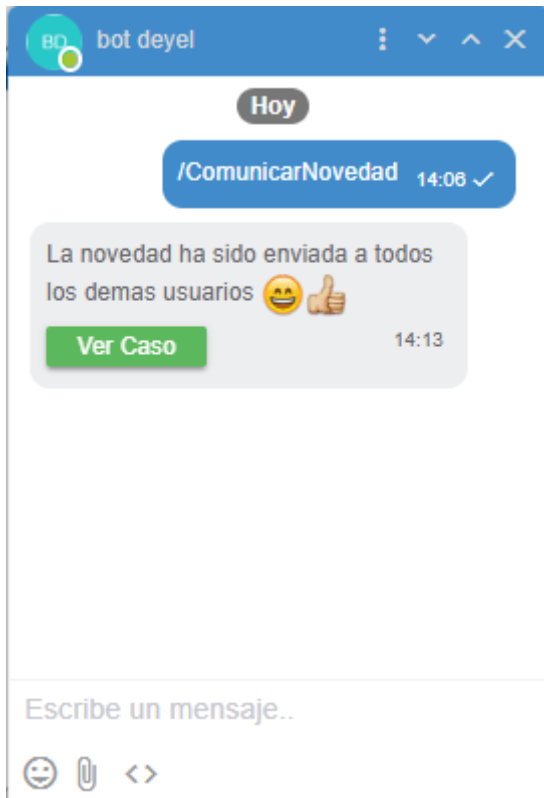 BD bot deyel
Hoy
/ComunicarNovedad 14:06
La novedad ha sido enviada a todos
los demas usuarios
Ver Caso 14:13
Escribe un mensaje..